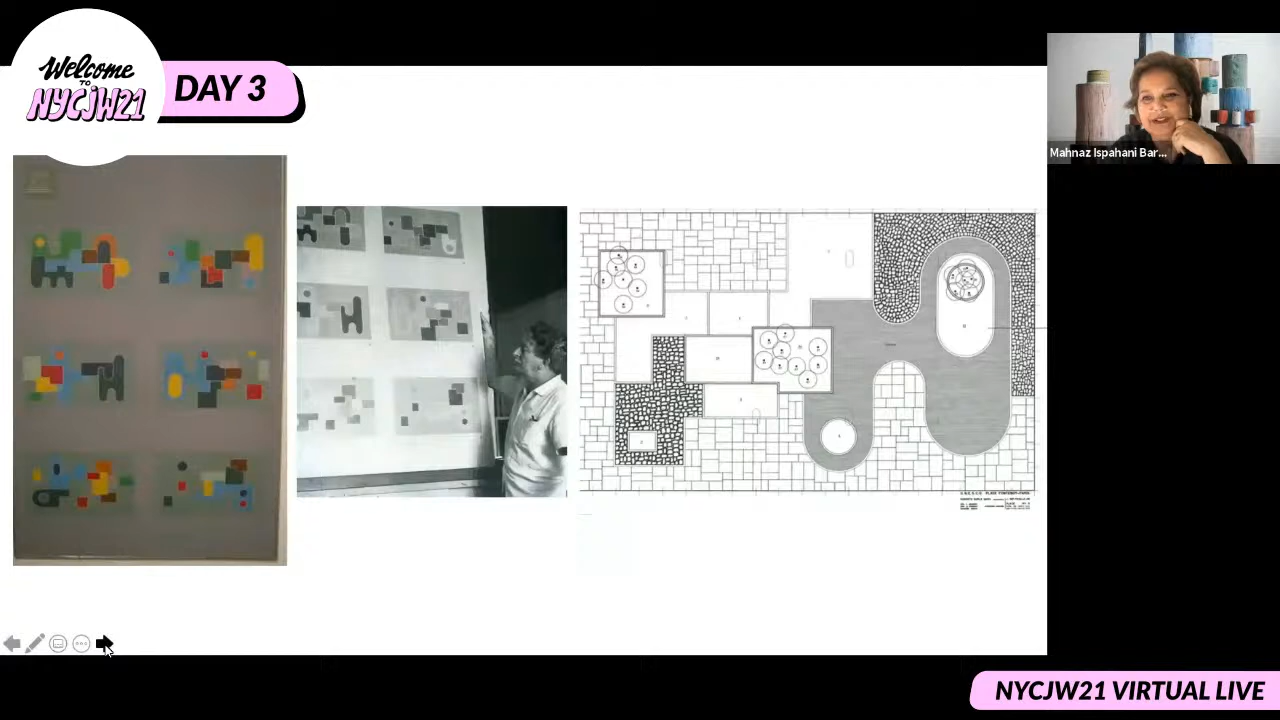 Welcome
TO
NYCJW21
DAY 3
Mahnaz Ispahani Bar...
NYCJW21 VIRTUAL LIVE